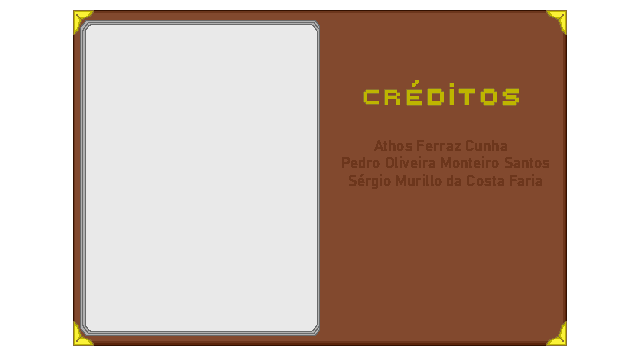 CRÉDITOS
Athos Ferraz Cunha
Pedro Oliveira Monteiro Santos
Sérgio Murillo da Costa Faria